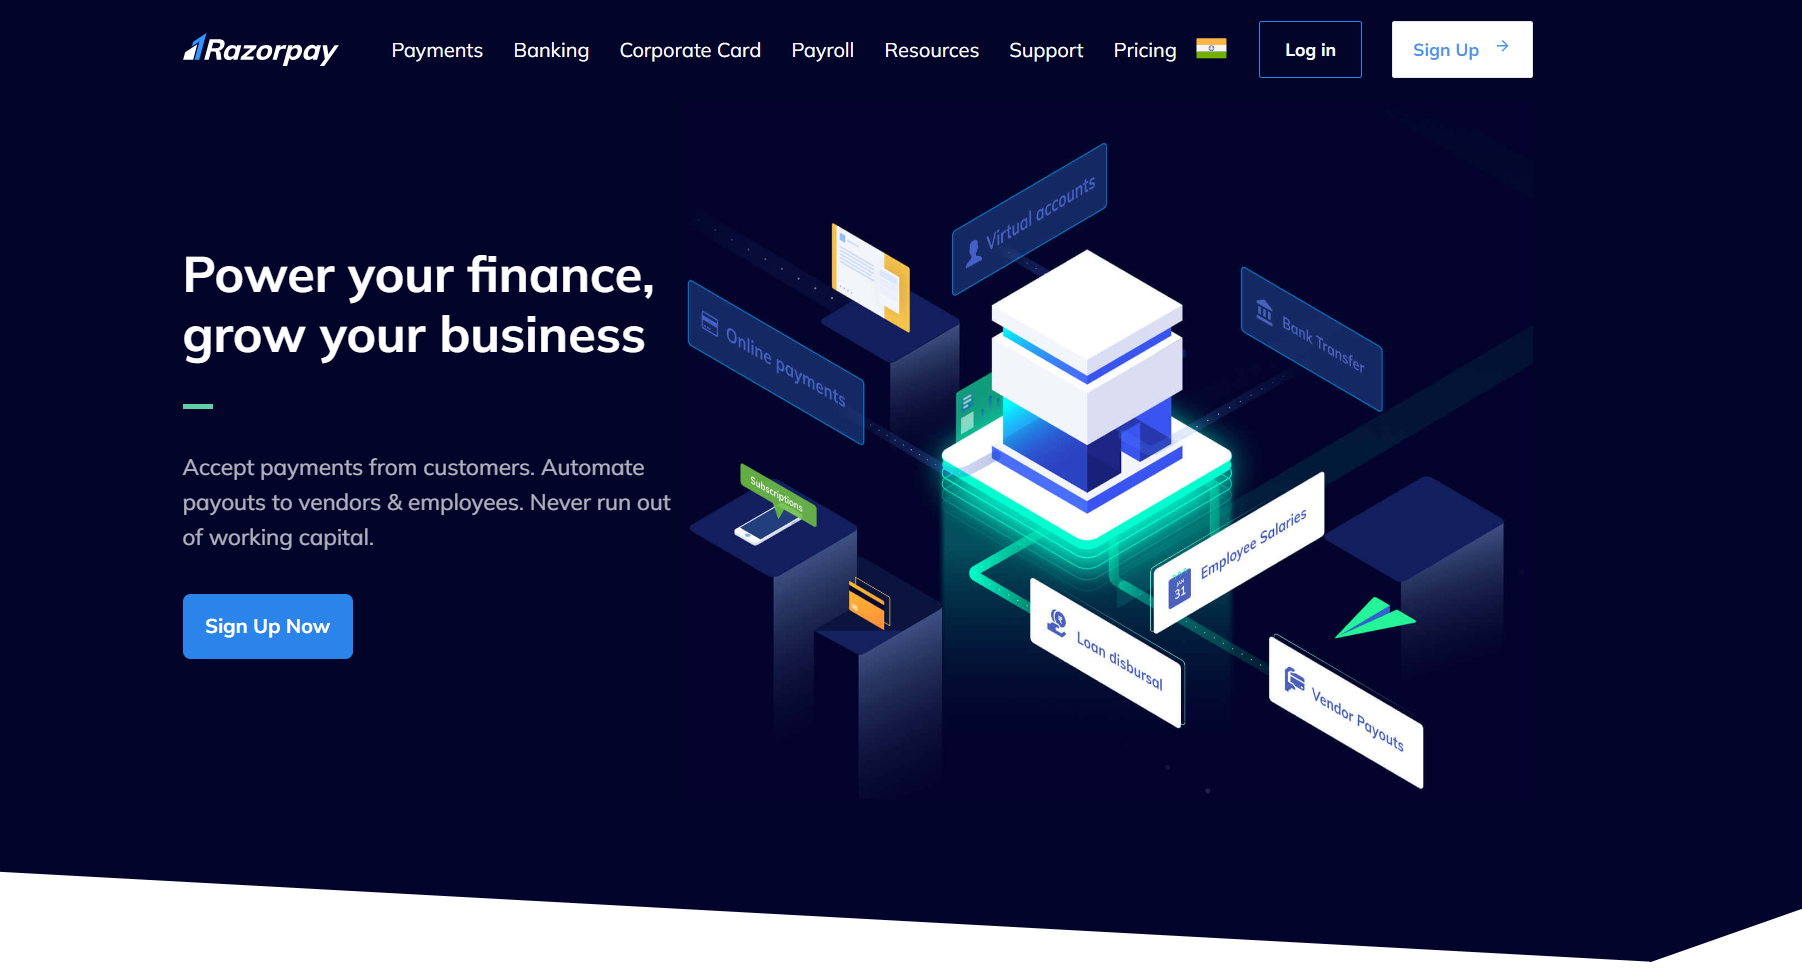 Razorpay
Payments
Banking
Corporate Card
Payroll
Resources
Support
Pricing
Log in
Sign Up
Power your finance,
grow your business
Accept payments from customers. Automate
payouts to vendors & employees. Never run out
of working capital.
Sign Up Now
Virtual accounts
Online payments
Bank Transfer
Subscriptions
Employee Salaries
JAN
31
Loan disbursal
Vendor Payouts